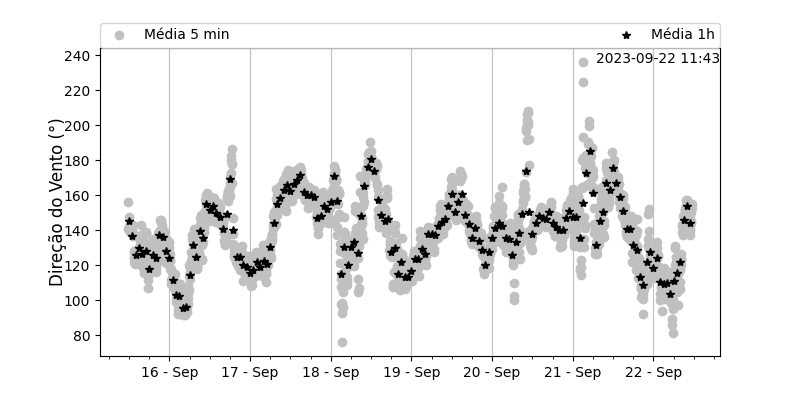 Média 5 min
Média 1h
2023-09-22 11:43
Direção do Vento (°)
240
220
200
180
160
140
120
100
80
16 - Sep
17 - Sep
18 - Sep
19 - Sep
20 - Sep
21 - Sep
22 - Sep